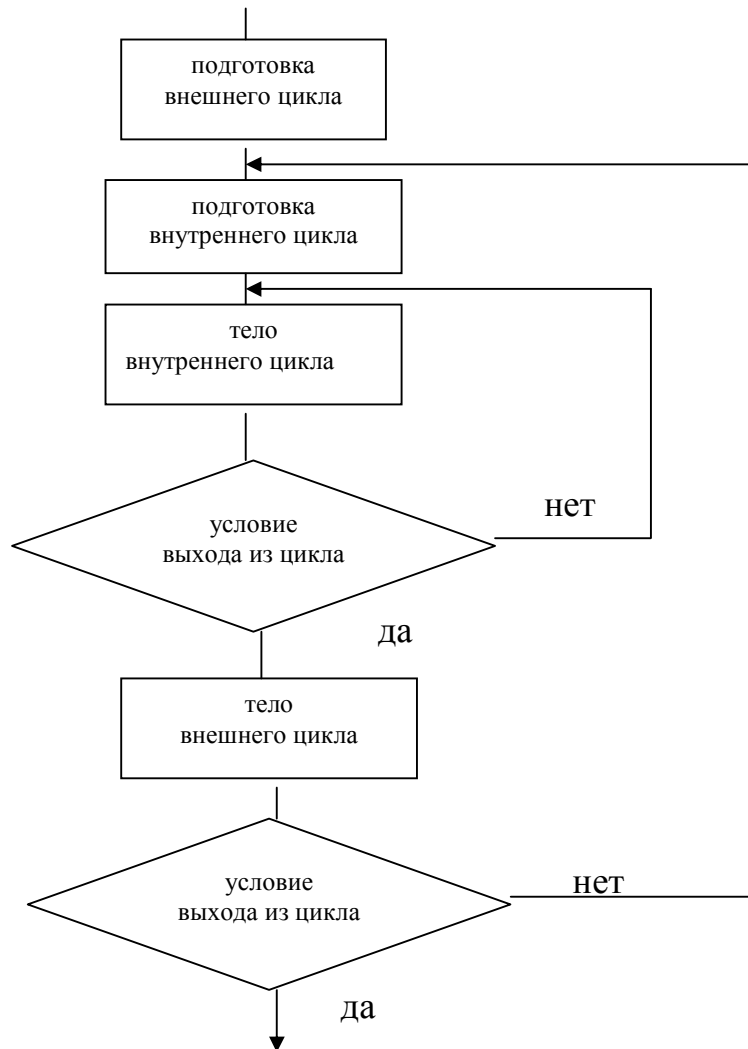 подготовка
внешнего цикла
подготовка
внутреннего цикла
тело
внутреннего цикла
условие
выхода из цикла
нет
да
тело
внешнего цикла
условие
выхода из цикла
нет
да